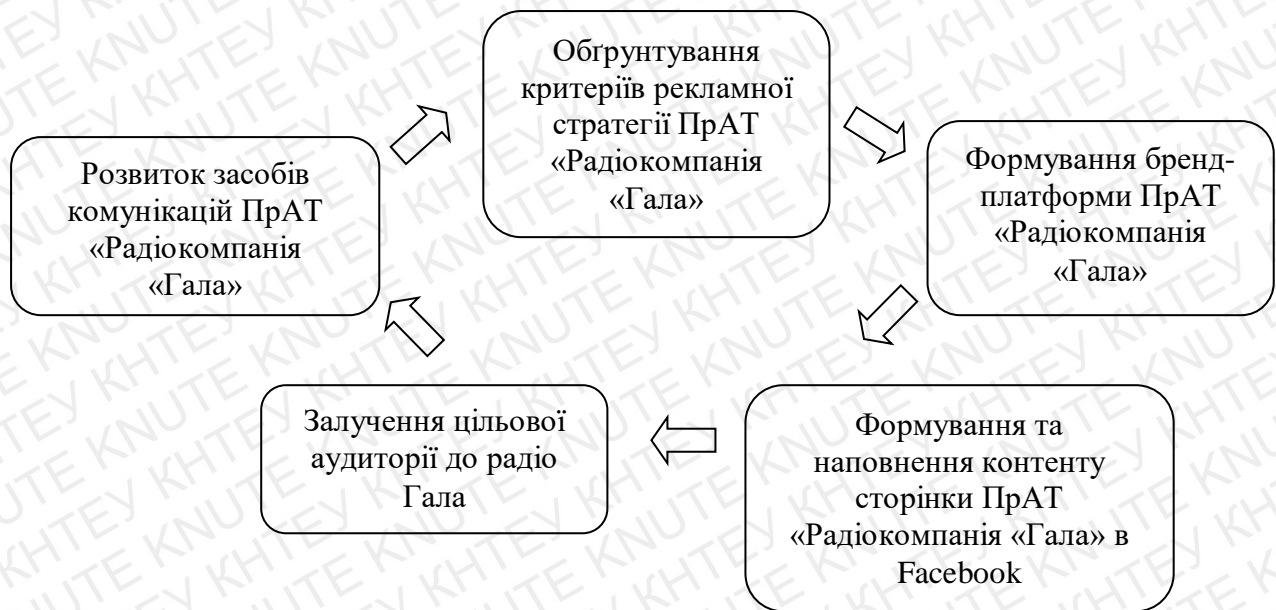 Обґрунтування
критеріїв рекламної
стратегії ПрАТ
«Радіокомпанія
«Гала»
Формування бренд-
платформи ПрАТ
«Радіокомпанія
«Гала»
Формування та
наповнення контенту
сторінки ПрАТ
«Радіокомпанія «Гала» в
Facebook
Залучення цільової
аудиторії до радіо
Гала
Розвиток засобів
комунікацій ПрАТ
«Радіокомпанія
«Гала»